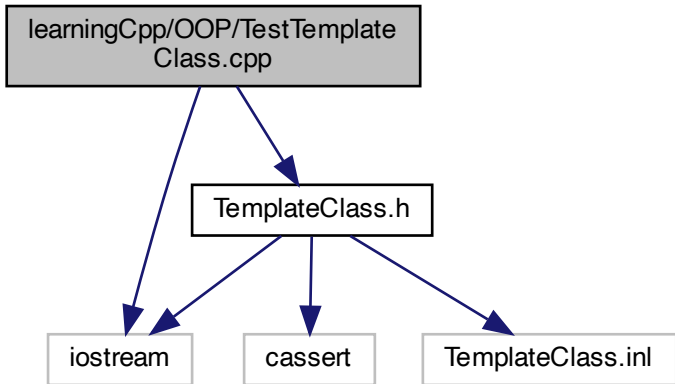 learningCpp/OOP/TestTemplate
Class.cpp
TemplateClass.h
iostream
cassert
TemplateClass.inl